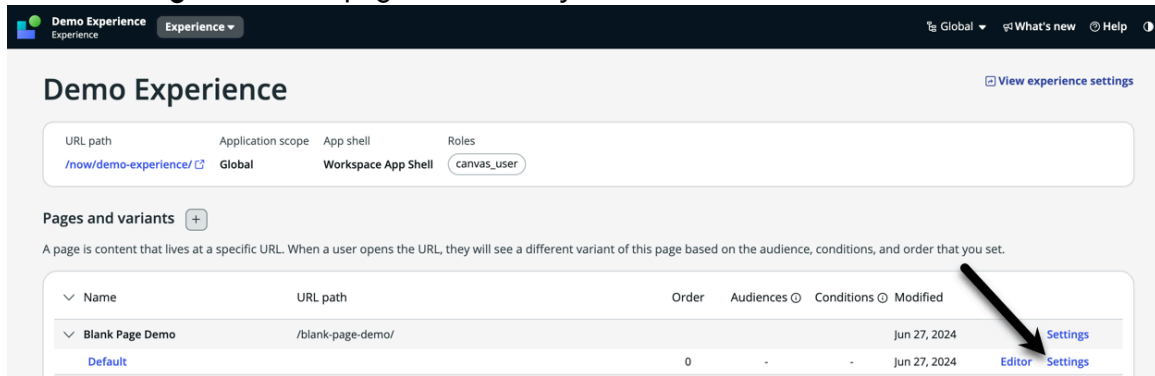 Demo Experience
Experience
Experience
Global
What's new
Help
Demo Experience
View experience settings
URL path Application scope App shell Roles
/now/demo-experience/ Global Workspace App Shell canvas_user
Pages and variants +
A page is content that lives at a specific URL. When a user opens the URL, they will see a different variant of this page based on the audience, conditions, and order that you set.
Name URL path Order Audiences Conditions Modified
Blank Page Demo /blank-page-demo/ Jun 27, 2024 Settings
Default 0 - - Jun 27, 2024 Editor Settings